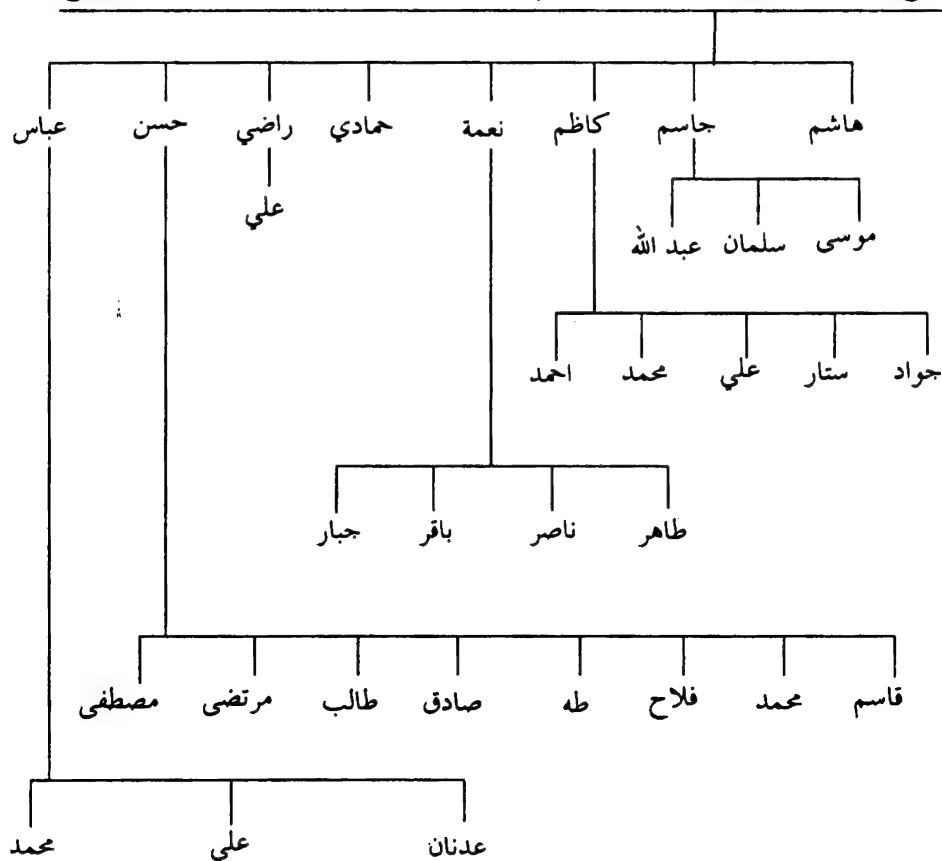 هاشم جاسم كاظم نعمة حمادي راضي حسن عباس
علي
موسى سلمان عبد الله
جواد ستار علي محمد احمد
طاهر ناصر باقر جبار
قاسم محمد فلاح طه صادق طالب مرتضى مصطفى
عدنان علي محمد